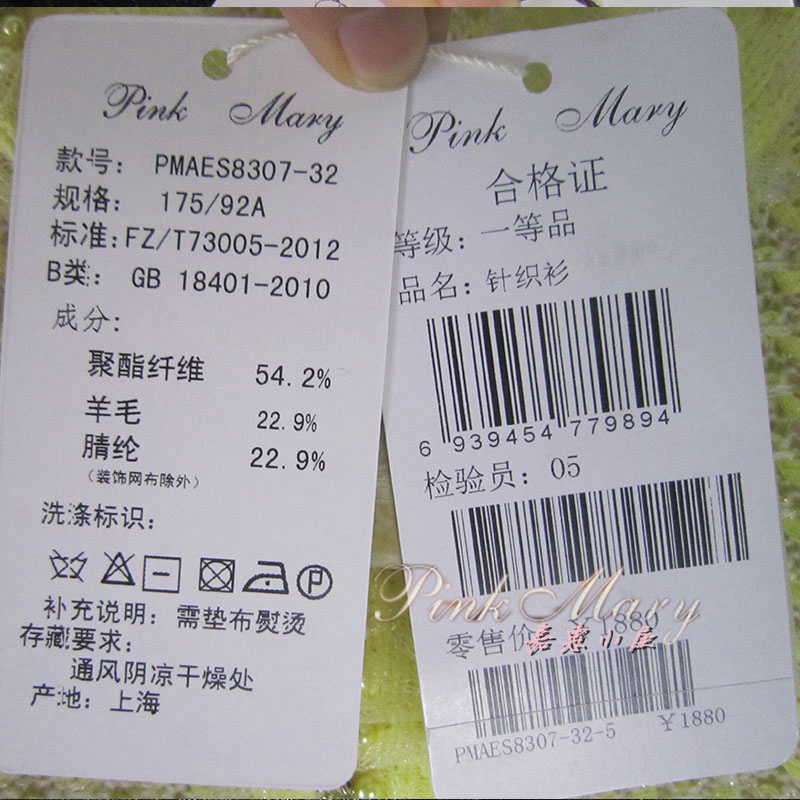 Pink Mary
款号: PMAES8307-32
规格: 175/92A
标准:FZ/T73005-2012
B类: GB 18401-2010
成分:
聚酯纤维 54.2%
羊毛 22.9%
腈纶 22.9%
(装饰网布除外)
洗涤标识:
补充说明: 需垫布熨烫
存藏要求:
通风阴凉干燥处
产地: 上海
Pink Mary
合格证
等级: 一等品
品名: 针织衫
6 939454 779894
检验员: 05
Pink Mary
零售价 ¥1880
嘉惠小屋
PMAES8307-32-5 ¥1880